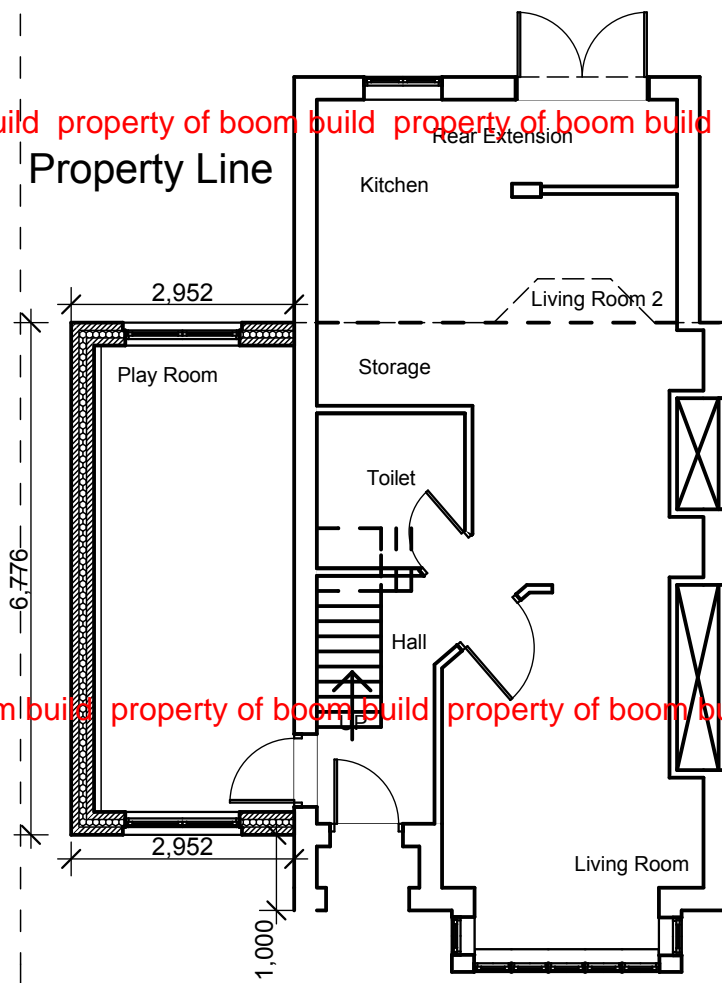 uild property of boom build property of boom build
Rear Extension
Property Line
Kitchen
2,952
Living Room 2
Storage
Play Room
Toilet
6,776
Hall
m build property of boom build property of boom bu
UP
2,952
Living Room
1,000